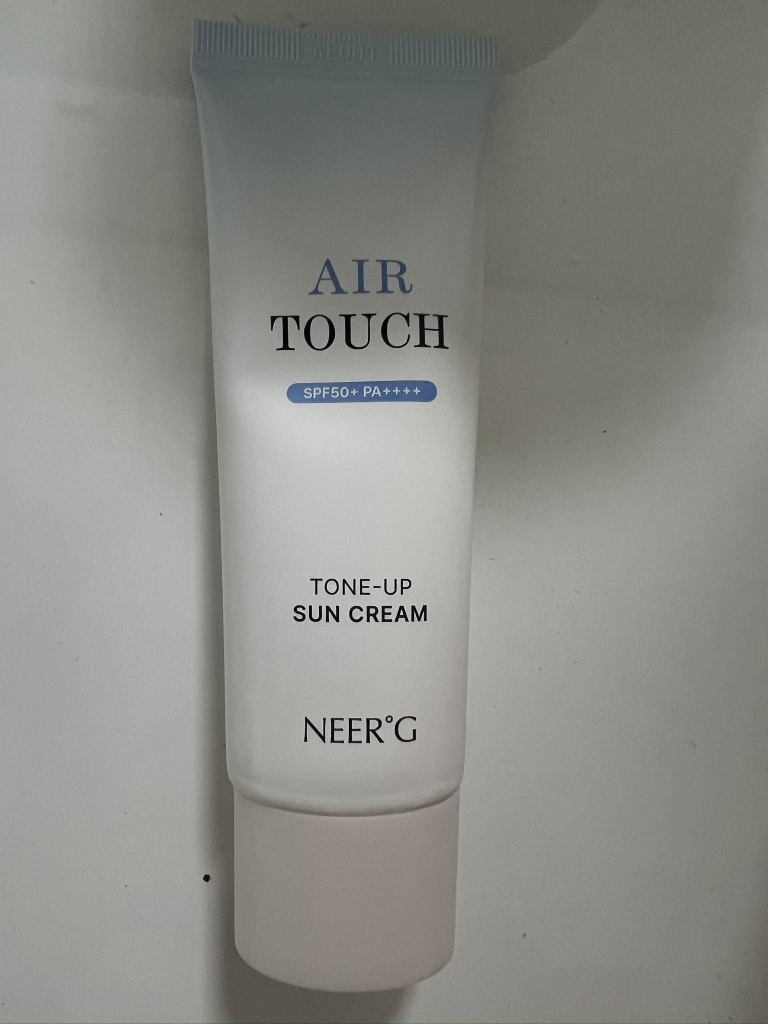 AIR
TOUCH
SPF50+ PA++++
TONE-UP
SUN CREAM
NEER°G